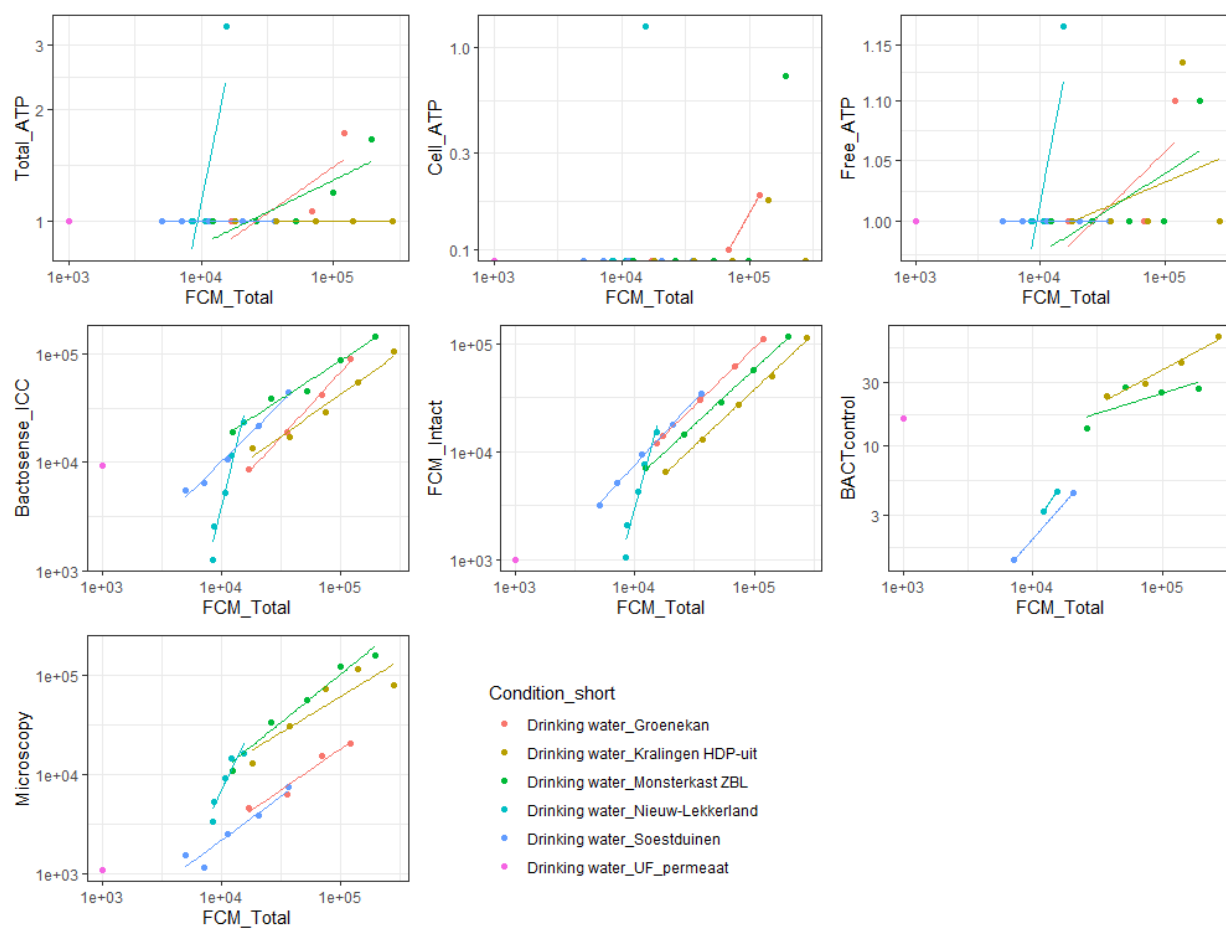 Total_ATP
3
2
1
1e+03 1e+04 1e+05
FCM_Total
Cell_ATP
1.0
0.3
0.1
1e+03 1e+04 1e+05
FCM_Total
Free_ATP
1.15
1.10
1.05
1.00
1e+03 1e+04 1e+05
FCM_Total
Bactosense_ICC
1e+05
1e+04
1e+03
1e+03 1e+04 1e+05
FCM_Total
FCM_Intact
1e+05
1e+04
1e+03
1e+03 1e+04 1e+05
FCM_Total
BACTcontrol
30
10
3
1e+03 1e+04 1e+05
FCM_Total
Microscopy
1e+05
1e+04
1e+03
1e+03 1e+04 1e+05
FCM_Total
Condition_short
Drinking water_Groenekan
Drinking water_Kralingen HDP-uit
Drinking water_Monsterkast ZBL
Drinking water_Nieuw-Lekkerland
Drinking water_Soestduinen
Drinking water_UF_permeaat